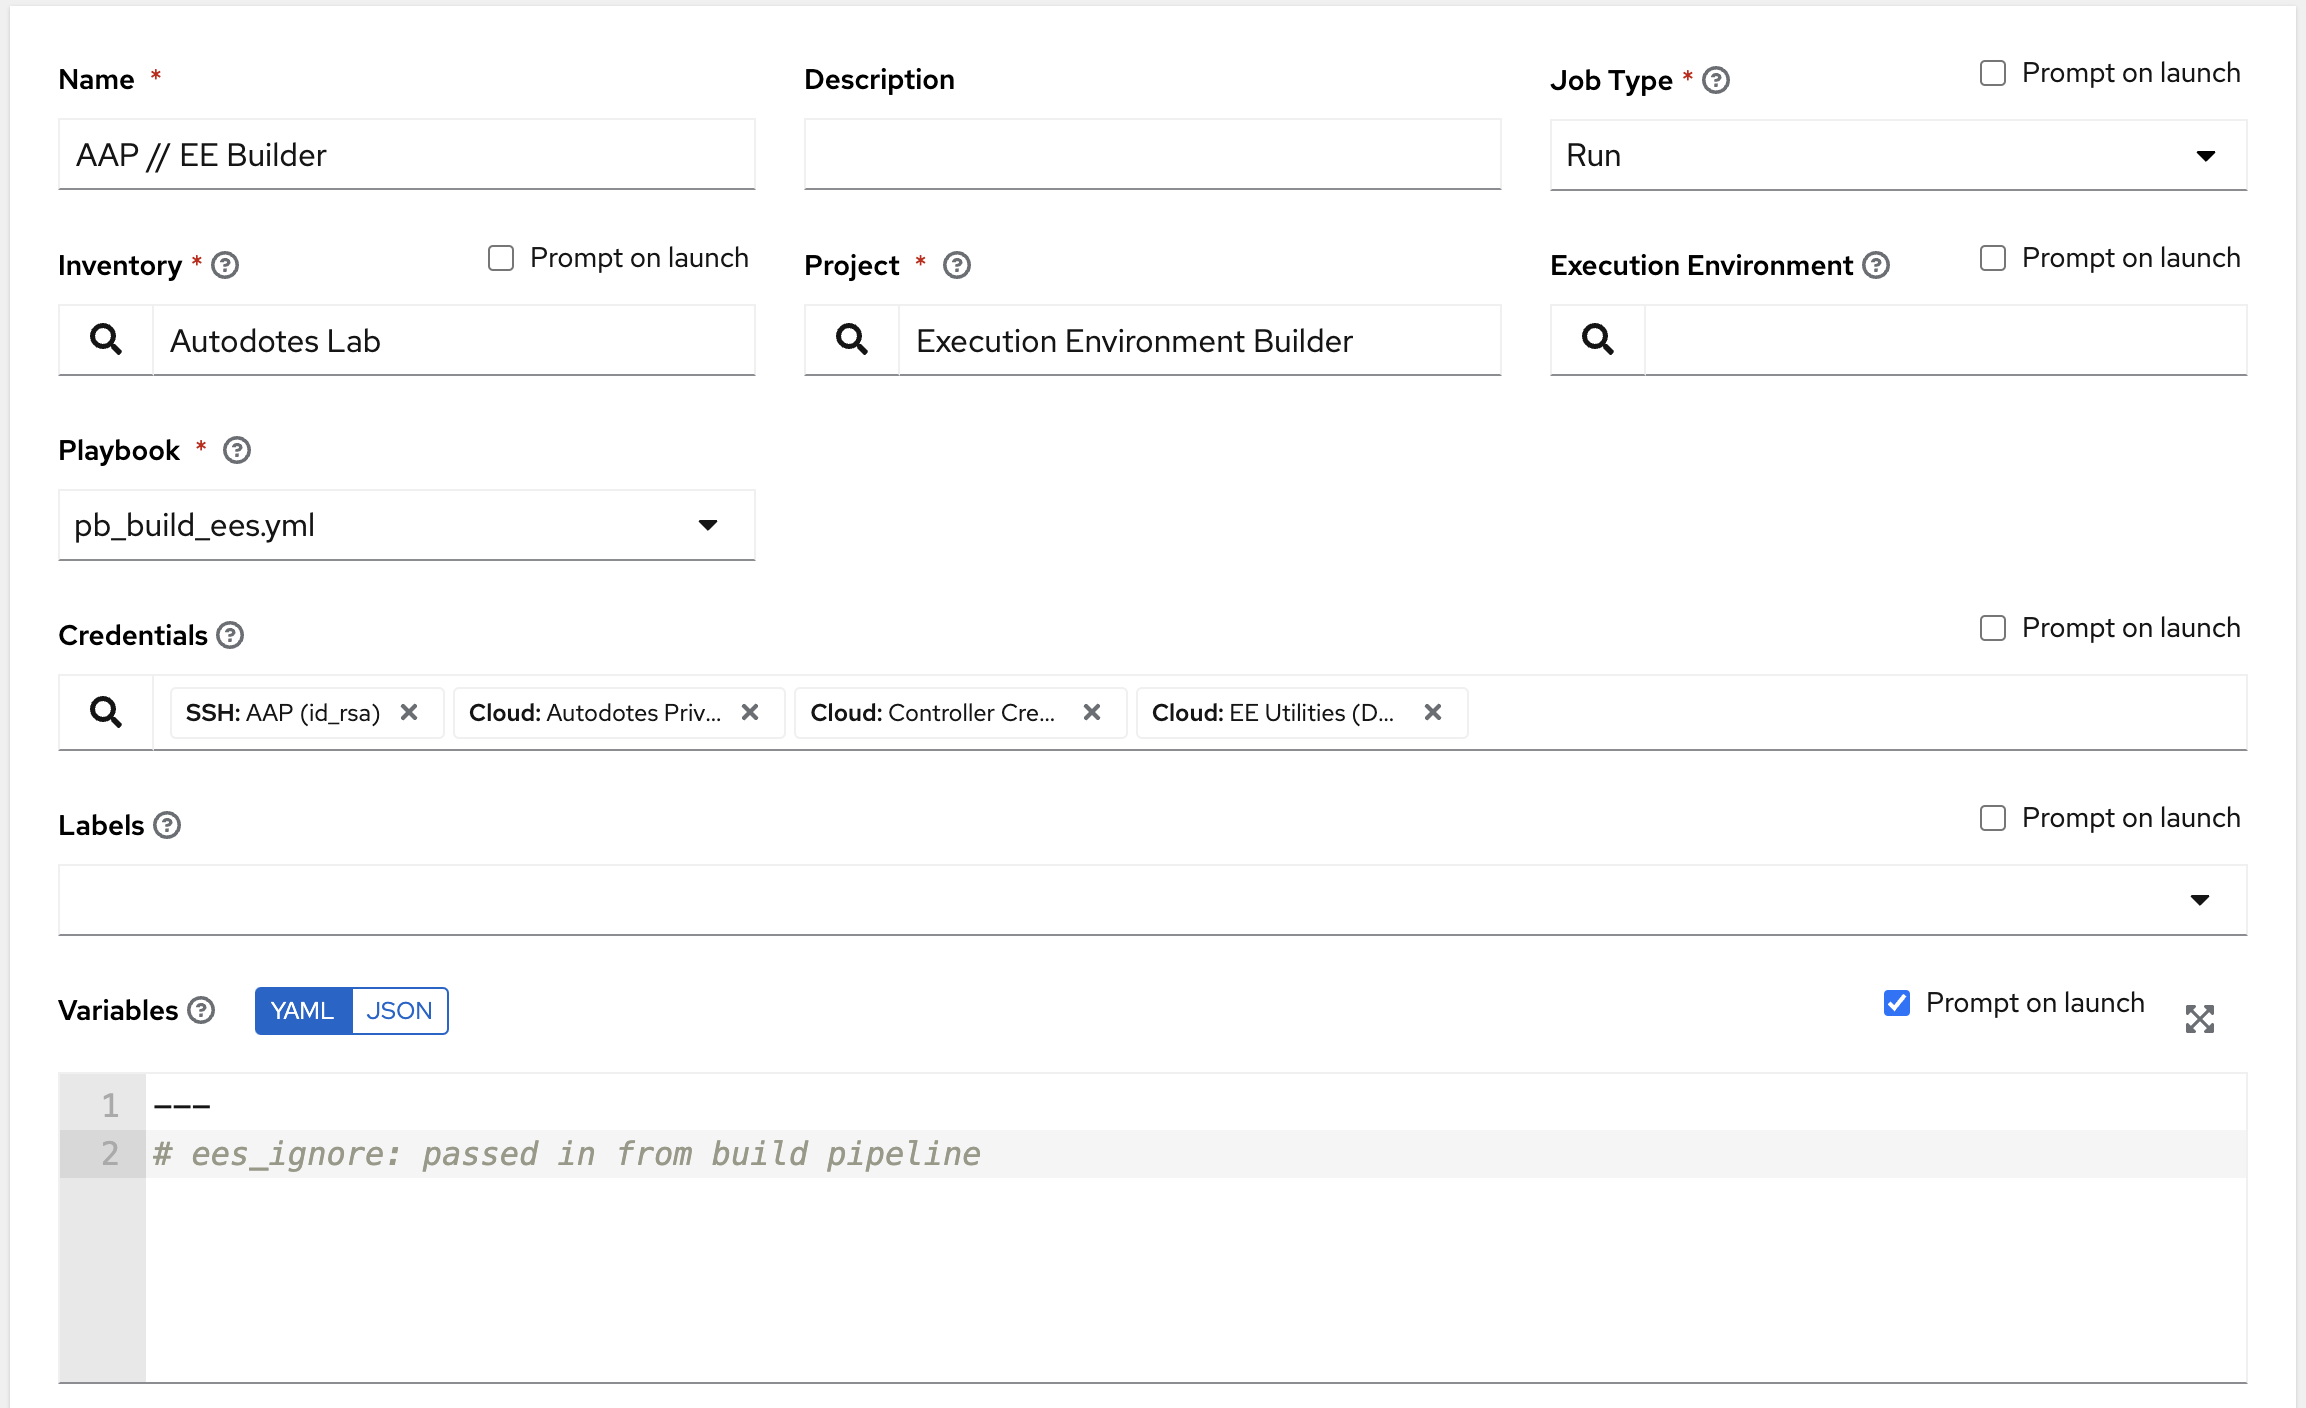 Name *
Description
Job Type *
Prompt on launch
AAP // EE Builder
Run
Inventory *
Prompt on launch
Project *
Execution Environment
Prompt on launch
Autodotes Lab
Execution Environment Builder
Playbook *
pb_build_ees.yml
Credentials
Prompt on launch
SSH: AAP (id_rsa)
Cloud: Autodotes Priv...
Cloud: Controller Cre...
Cloud: EE Utilities (D...
Labels
Prompt on launch
Variables
YAML
JSON
Prompt on launch
1 ---
2 # ees_ignore: passed in from build pipeline